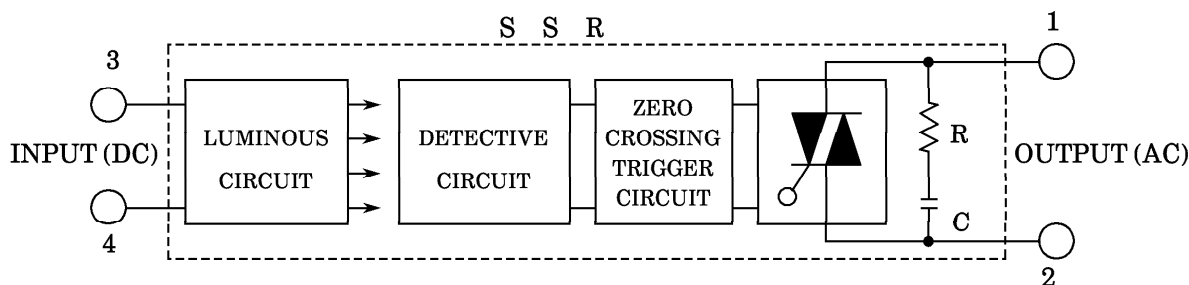 S S R
3
INPUT (DC)
4
LUMINOUS
CIRCUIT
DETECTIVE
CIRCUIT
ZERO
CROSSING
TRIGGER
CIRCUIT
R
C
1
OUTPUT (AC)
2